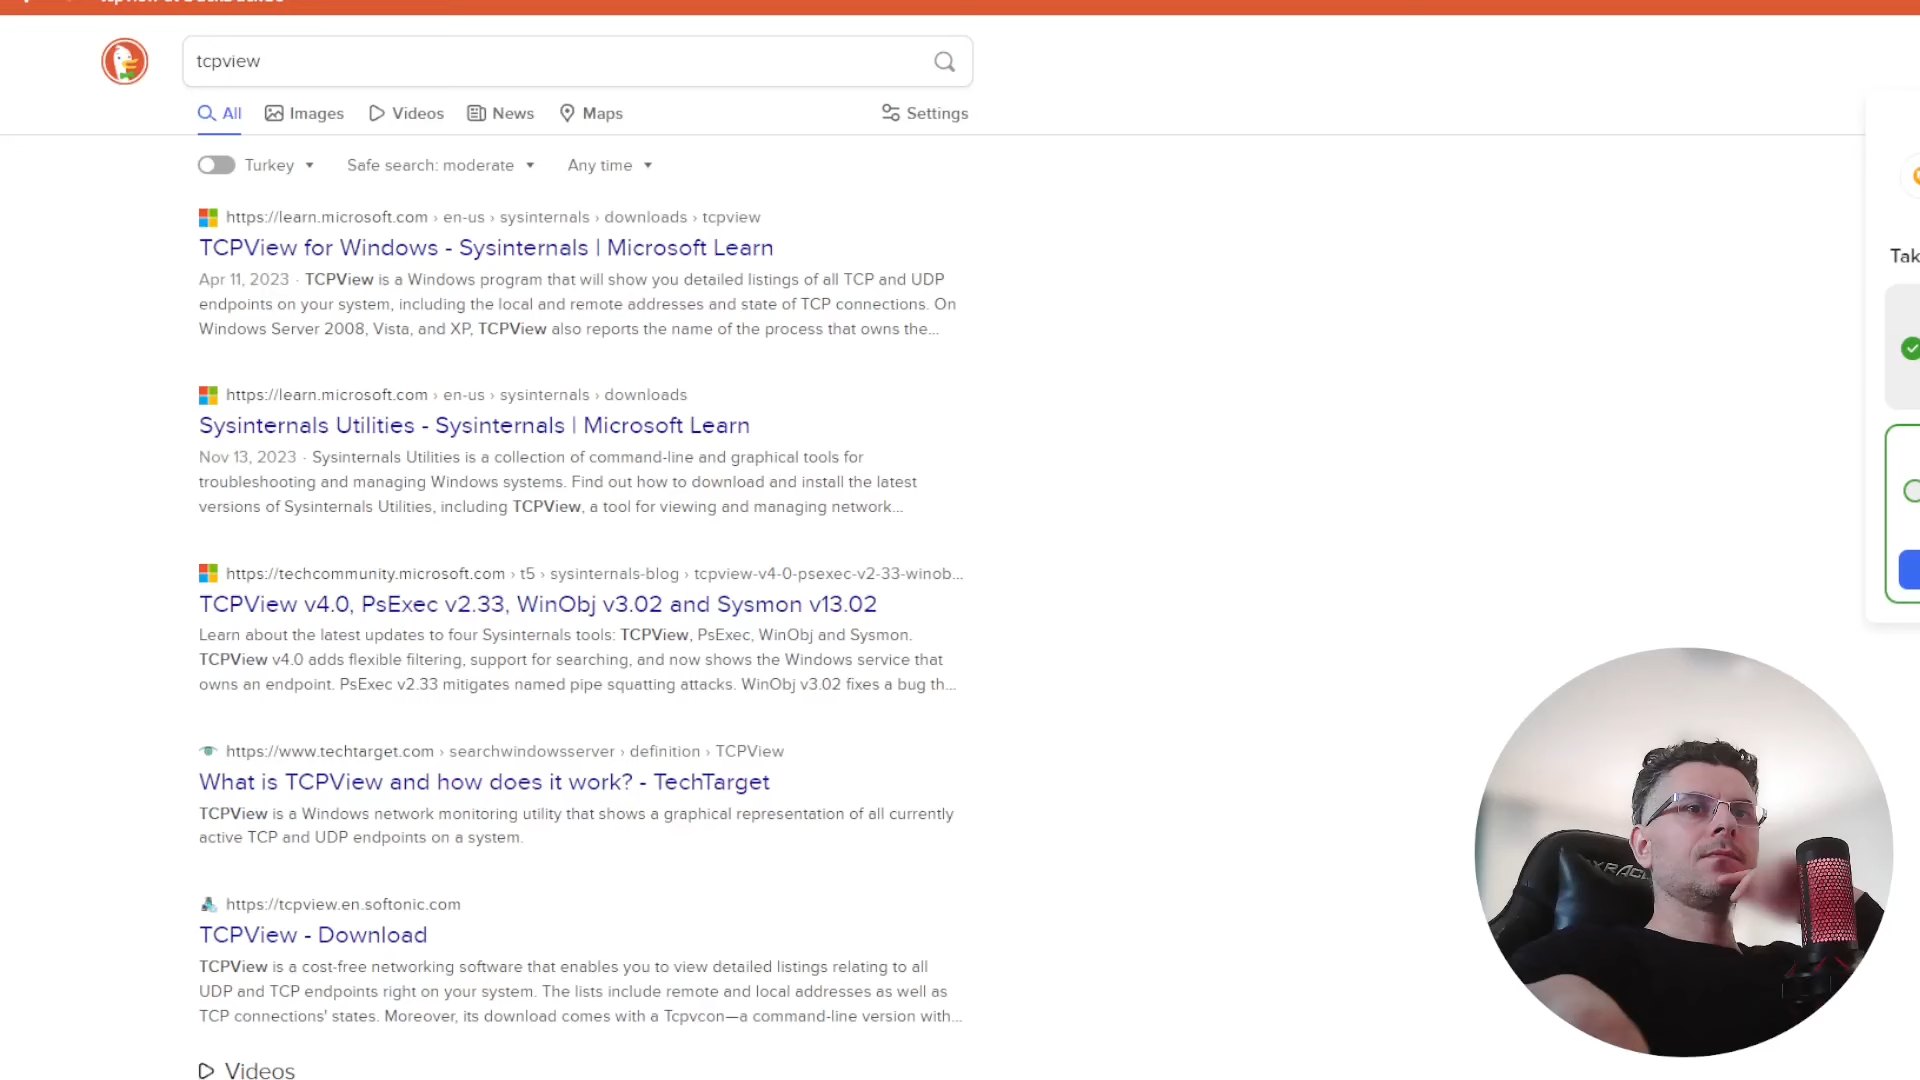 tcpview
All Images Videos News Maps Settings
Turkey Safe search: moderate Any time
https://learn.microsoft.com › en-us › sysinternals › downloads › tcpview
TCPView for Windows - Sysinternals | Microsoft Learn
Apr 11, 2023 · TCPView is a Windows program that will show you detailed listings of all TCP and UDP
endpoints on your system, including the local and remote addresses and state of TCP connections. On
Windows Server 2008, Vista, and XP, TCPView also reports the name of the process that owns the...
https://learn.microsoft.com › en-us › sysinternals › downloads
Sysinternals Utilities - Sysinternals | Microsoft Learn
Nov 13, 2023 · Sysinternals Utilities is a collection of command-line and graphical tools for
troubleshooting and managing Windows systems. Find out how to download and install the latest
versions of Sysinternals Utilities, including TCPView, a tool for viewing and managing network...
https://techcommunity.microsoft.com › t5 › sysinternals-blog › tcpview-v4-0-psexec-v2-33-winob...
TCPView v4.0, PsExec v2.33, WinObj v3.02 and Sysmon v13.02
Learn about the latest updates to four Sysinternals tools: TCPView, PsExec, WinObj and Sysmon.
TCPView v4.0 adds flexible filtering, support for searching, and now shows the Windows service that
owns an endpoint. PsExec v2.33 mitigates named pipe squatting attacks. WinObj v3.02 fixes a bug th...
https://www.techtarget.com › searchwindowsserver › definition › TCPView
What is TCPView and how does it work? - TechTarget
TCPView is a Windows network monitoring utility that shows a graphical representation of all currently
active TCP and UDP endpoints on a system.
https://tcpview.en.softonic.com
TCPView - Download
TCPView is a cost-free networking software that enables you to view detailed listings relating to all
UDP and TCP endpoints right on your system. The lists include remote and local addresses as well as
TCP connections' states. Moreover, its download comes with a Tcpvcon—a command-line version with...
Videos
Tak